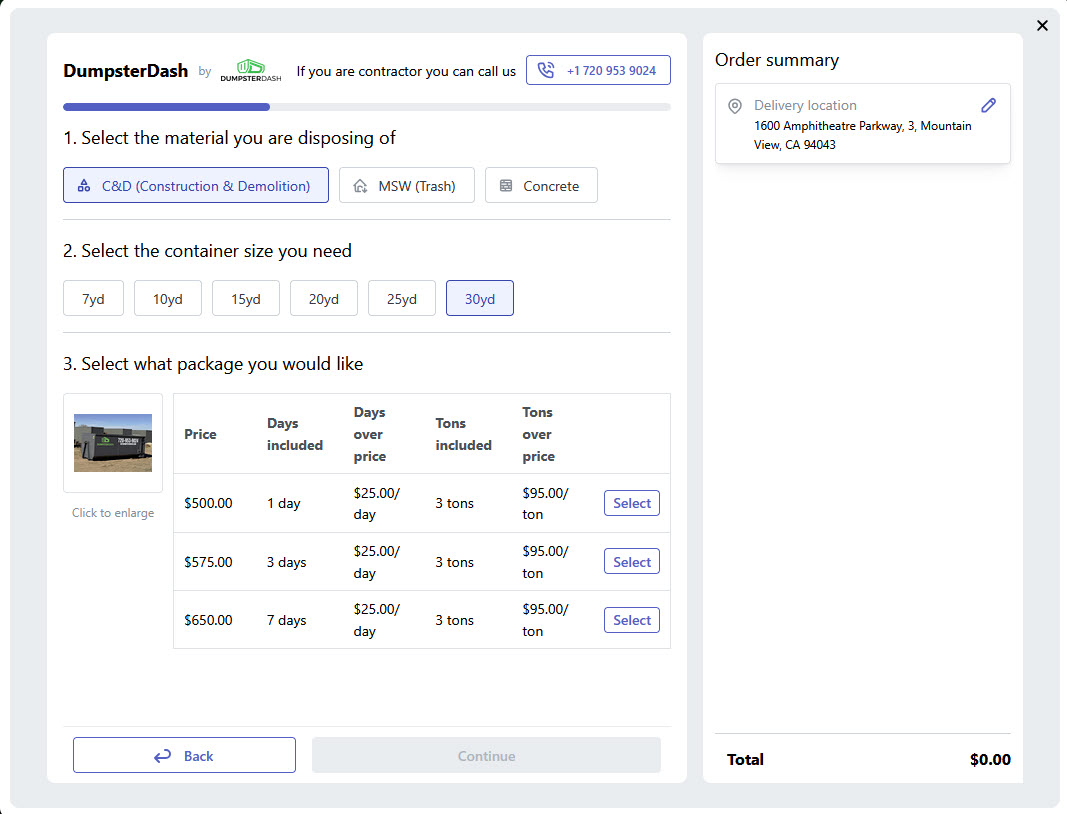 DumpsterDash by DUMPSTERDASH If you are contractor you can call us +1 720 953 9024
1. Select the material you are disposing of
C&D (Construction & Demolition) MSW (Trash) Concrete
2. Select the container size you need
7yd 10yd 15yd 20yd 25yd 30yd
3. Select what package you would like
720-953-9024
Click to enlarge
Price Days included Days over price Tons included Tons over price
$500.00 1 day $25.00/ day 3 tons $95.00/ ton Select
$575.00 3 days $25.00/ day 3 tons $95.00/ ton Select
$650.00 7 days $25.00/ day 3 tons $95.00/ ton Select
Back Continue
Order summary
Delivery location
1600 Amphitheatre Parkway, 3, Mountain
View, CA 94043
Total $0.00